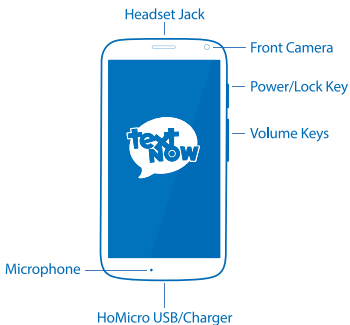 Headset Jack
Front Camera
Power/Lock Key
Volume Keys
text
NOW
Microphone
HoMicro USB/Charger